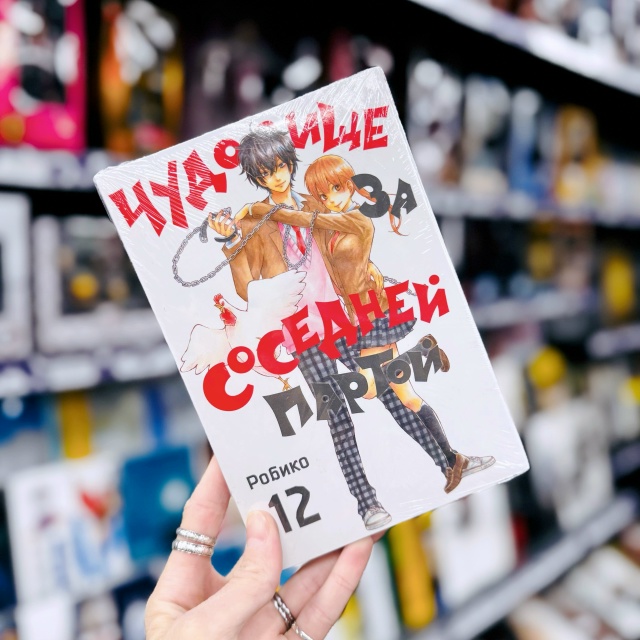 ЧУДОВИЩЕ
ЗА
СОСЕДНЕЙ
ПАРТОЙ
Робико
12